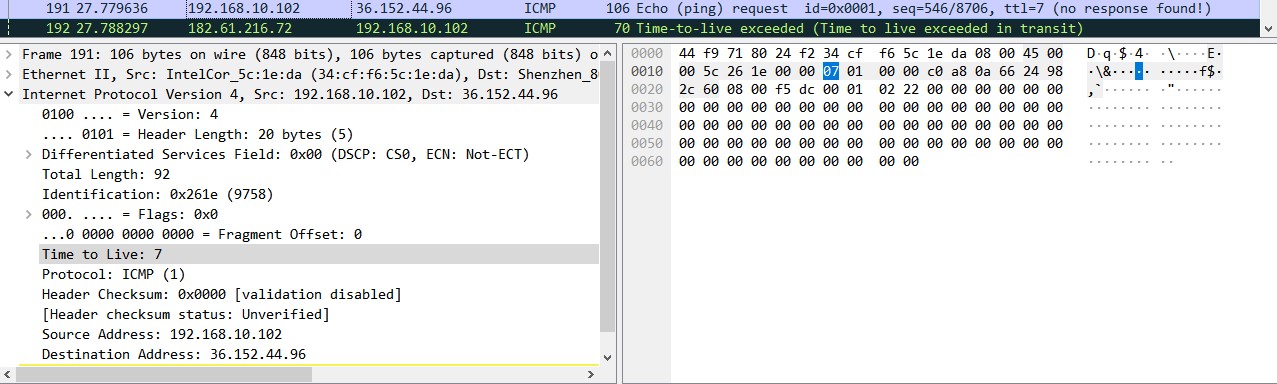 191 27.779636 192.168.10.102 36.152.44.96 ICMP 106 Echo (ping) request id=0x0001, seq=546/8706, ttl=7 (no response found!)
192 27.788297 182.61.216.72 192.168.10.102 ICMP 70 Time-to-live exceeded (Time to live exceeded in transit)
Frame 191: 106 bytes on wire (848 bits), 106 bytes captured (848 bits) o
Ethernet II, Src: IntelCor_5c:1e:da (34:cf:f6:5c:1e:da), Dst: Shenzhen_8
Internet Protocol Version 4, Src: 192.168.10.102, Dst: 36.152.44.96
0100 .... = Version: 4
.... 0101 = Header Length: 20 bytes (5)
Differentiated Services Field: 0x00 (DSCP: CS0, ECN: Not-ECT)
Total Length: 92
Identification: 0x261e (9758)
000. .... = Flags: 0x0
...0 0000 0000 0000 = Fragment Offset: 0
Time to Live: 7
Protocol: ICMP (1)
Header Checksum: 0x0000 [validation disabled]
[Header checksum status: Unverified]
Source Address: 192.168.10.102
Destination Address: 36.152.44.96
0000 44 f9 71 80 24 f2 34 cf f6 5c 1e da 08 00 45 00 D·q·$·4· ·\····E·
0010 00 5c 26 1e 00 00 07 01 00 00 c0 a8 0a 66 24 98 ·\&····· ·····f$·
0020 2c 60 08 00 f5 dc 00 01 02 22 00 00 00 00 00 00 ,`······ ·"······
0030 00 00 00 00 00 00 00 00 00 00 00 00 00 00 00 00 ········ ········
0040 00 00 00 00 00 00 00 00 00 00 00 00 00 00 00 00 ········ ········
0050 00 00 00 00 00 00 00 00 00 00 00 00 00 00 00 00 ········ ········
0060 00 00 00 00 00 00 00 00 00 00 ········ ··